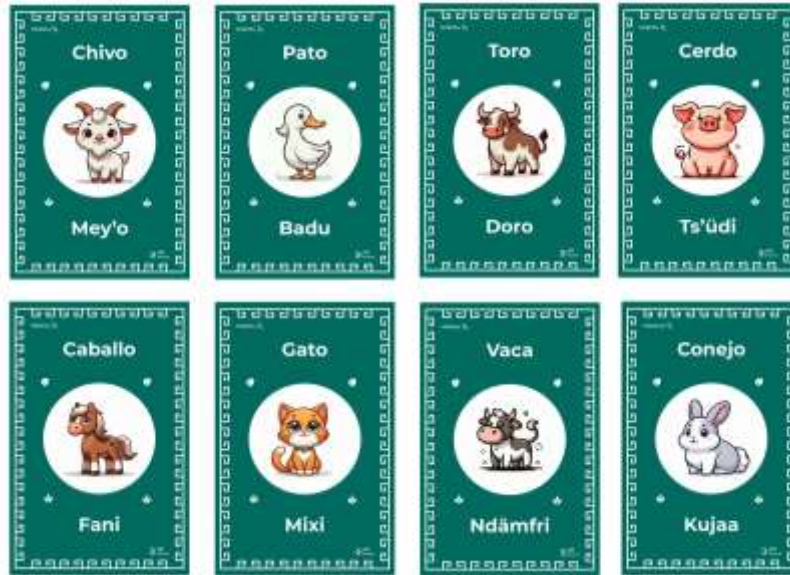 Chivo
Mey'o
Pato
Badu
Toro
Doro
Cerdo
Ts'üdi
Caballo
Fani
Gato
Mixi
Vaca
Ndämfri
Conejo
Kujaa